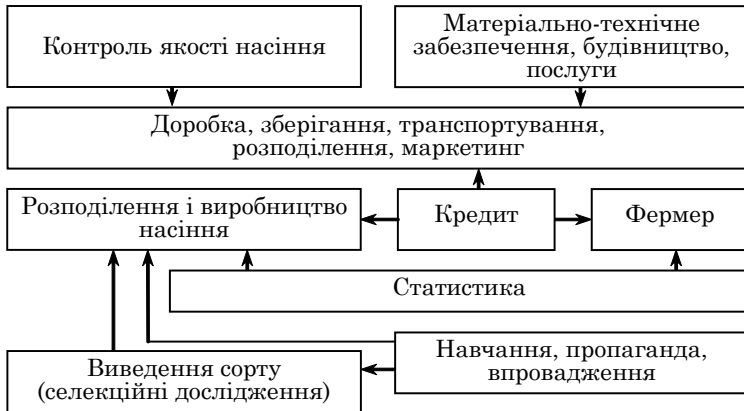 Контроль якості насіння
Матеріально-технічне
забезпечення, будівництво,
послуги
Доробка, зберігання, транспортування,
розподілення, маркетинг
Розподілення і виробництво
насіння
Кредит
Фермер
Статистика
Навчання, пропаганда,
впровадження
Виведення сорту
(селекційні дослідження)